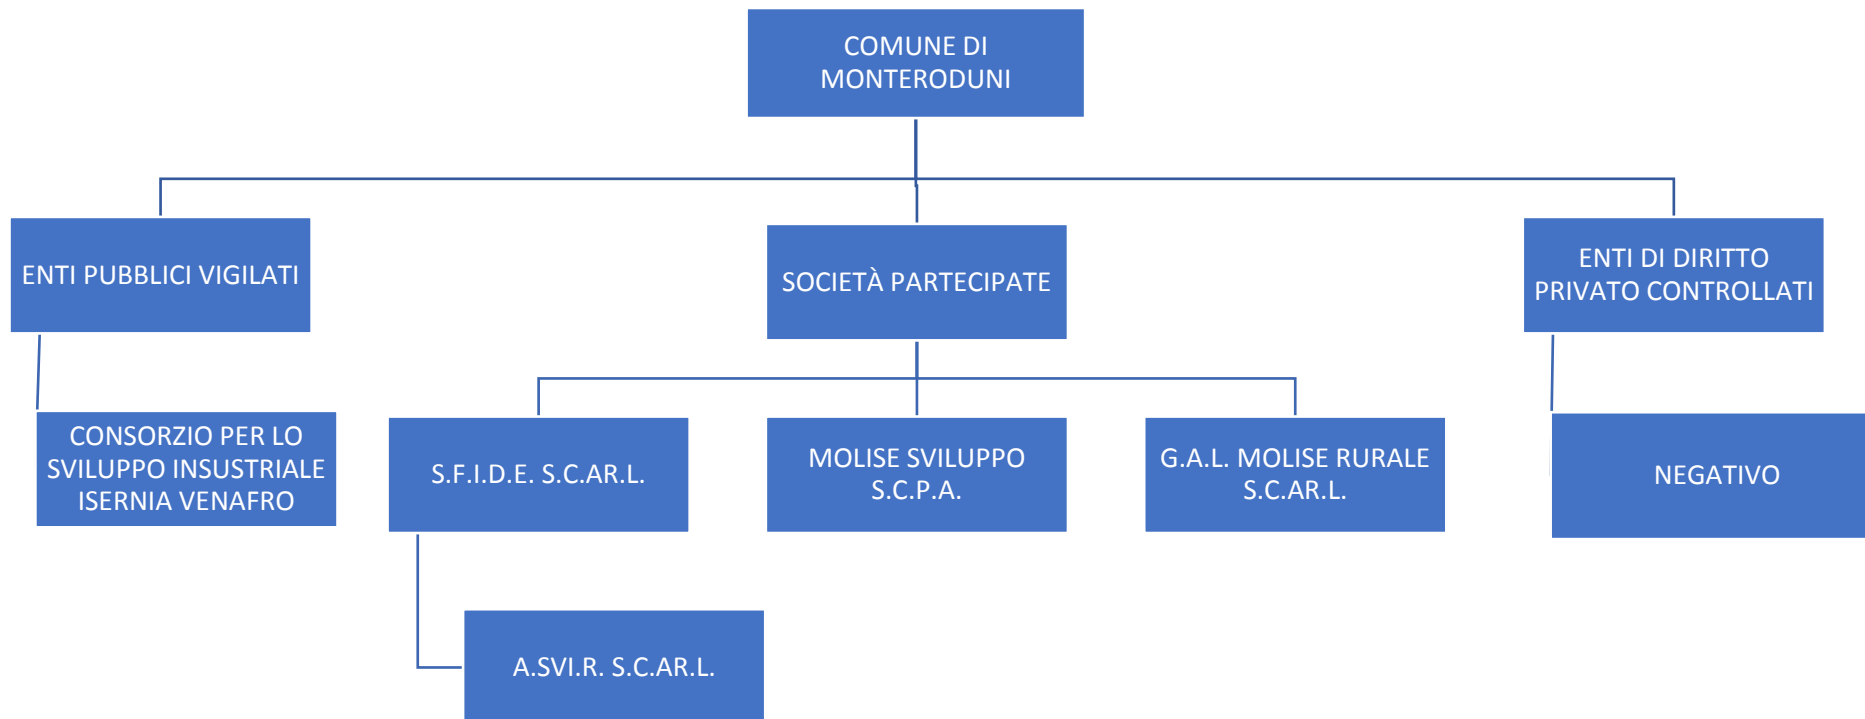 COMUNE DI
MONTERODUNI
ENTI PUBBLICI VIGILATI
SOCIETÀ PARTECIPATE
ENTI DI DIRITTO
PRIVATO CONTROLLATI
CONSORZIO PER LO
SVILUPPO INSUSTRIALE
ISERNIA VENAFRO
S.F.I.D.E. S.C.AR.L.
MOLISE SVILUPPO
S.C.P.A.
G.A.L. MOLISE RURALE
S.C.AR.L.
NEGATIVO
A.SVI.R. S.C.AR.L.